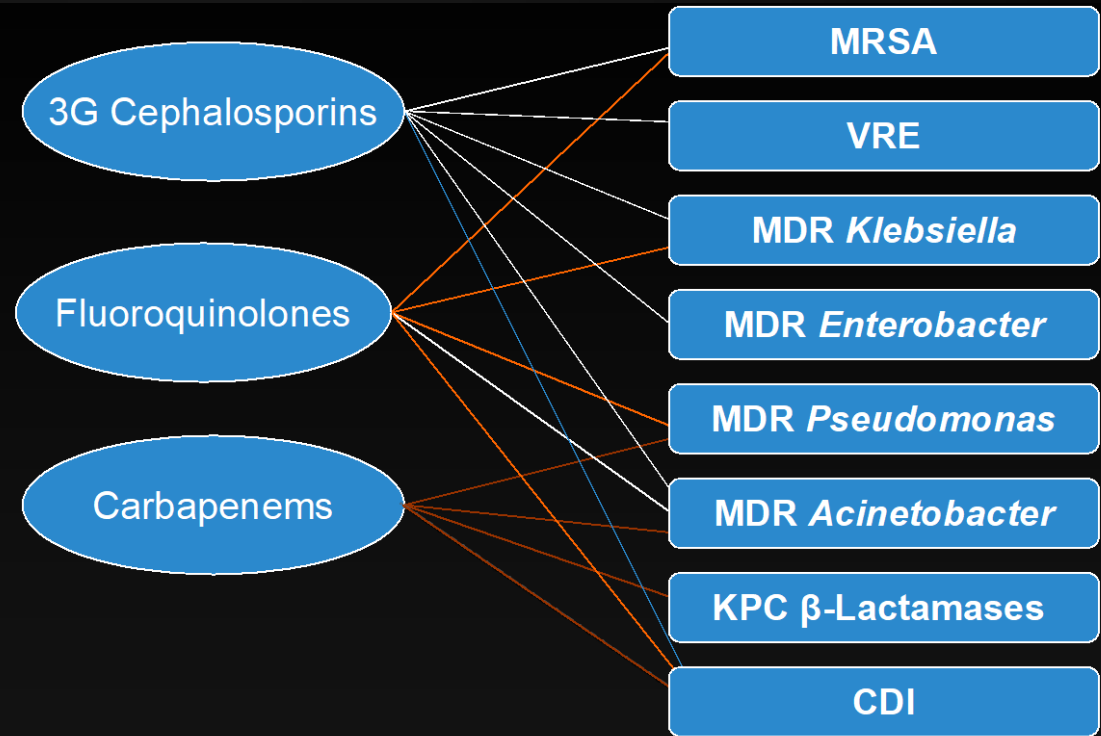 3G Cephalosporins
Fluoroquinolones
Carbapenems
MRSA
VRE
MDR Klebsiella
MDR Enterobacter
MDR Pseudomonas
MDR Acinetobacter
KPC β-Lactamases
CDI